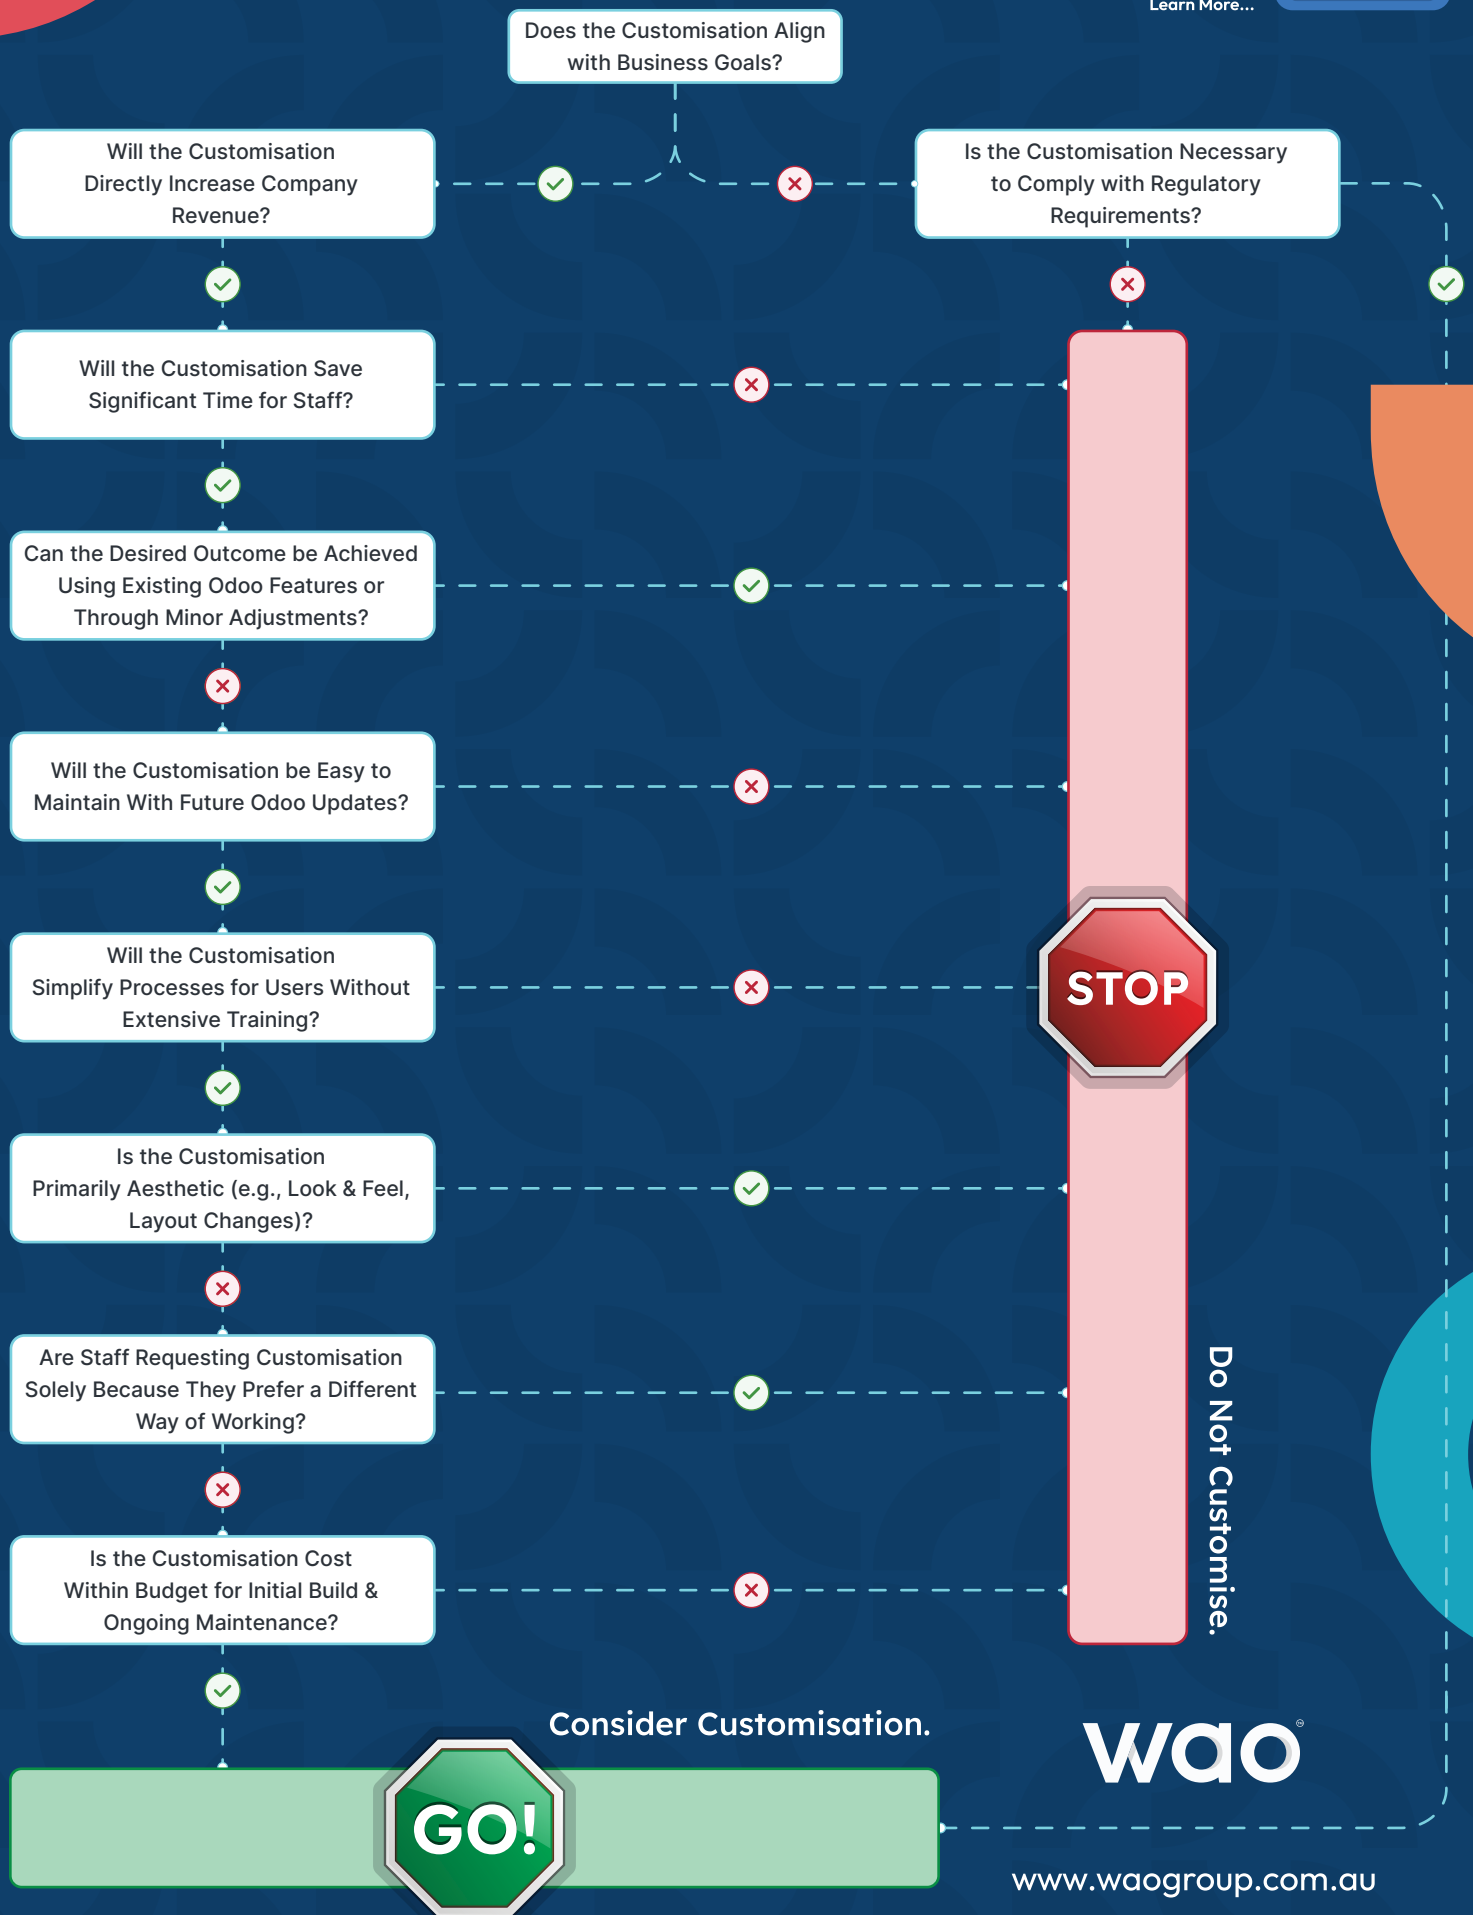 Learn More...
Does the Customisation Align
with Business Goals?
Will the Customisation
Directly Increase Company
Revenue?
Is the Customisation Necessary
to Comply with Regulatory
Requirements?
Will the Customisation Save
Significant Time for Staff?
Can the Desired Outcome be Achieved
Using Existing Odoo Features or
Through Minor Adjustments?
Will the Customisation be Easy to
Maintain With Future Odoo Updates?
Will the Customisation
Simplify Processes for Users Without
Extensive Training?
STOP
Is the Customisation
Primarily Aesthetic (e.g., Look & Feel,
Layout Changes)?
Are Staff Requesting Customisation
Solely Because They Prefer a Different
Way of Working?
Do Not Customise.
Is the Customisation Cost
Within Budget for Initial Build &
Ongoing Maintenance?
Consider Customisation.
wao
GO!
www.waogroup.com.au